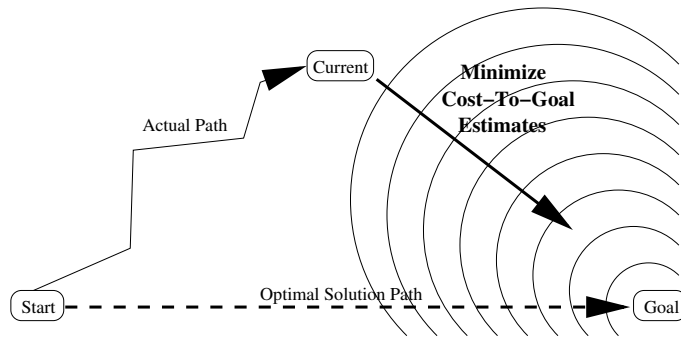 Current
Minimize
Cost−To−Goal
Estimates
Actual Path
Optimal Solution Path
Start
Goal